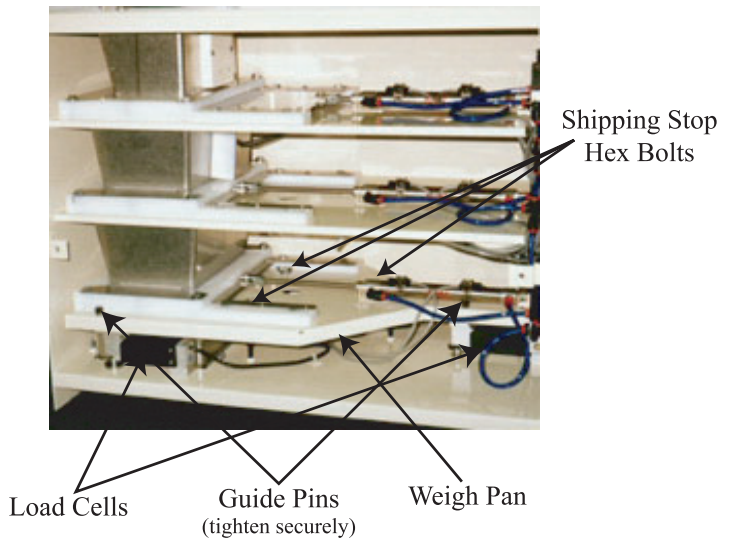 Shipping Stop
Hex Bolts
Load Cells
Guide Pins
(tighten securely)
Weigh Pan